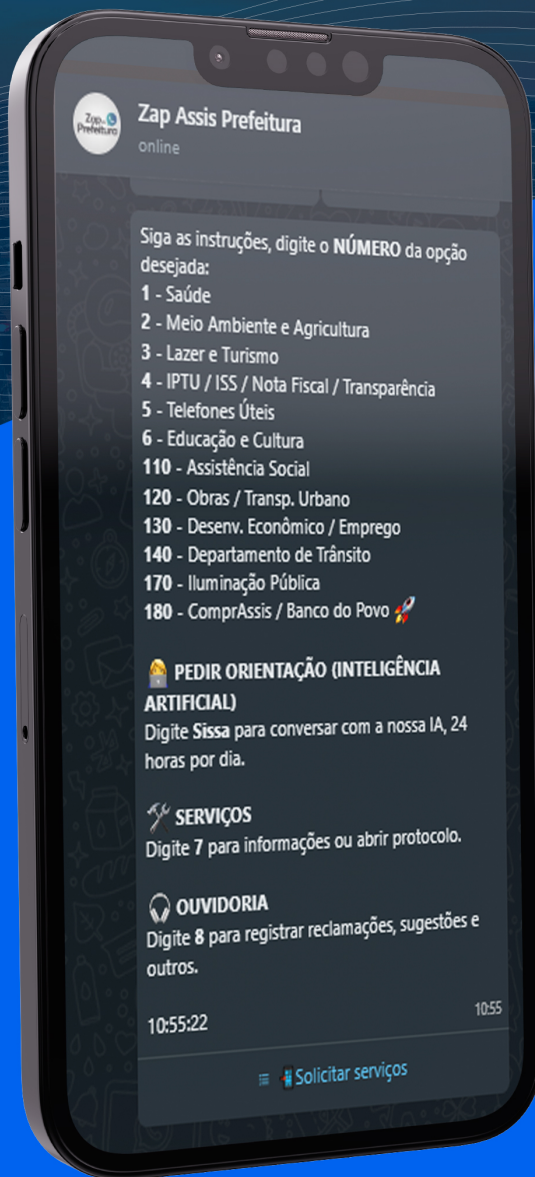 Zap da
Prefeitura
Zap Assis Prefeitura
online
Siga as instruções, digite o NÚMERO da opção
desejada:
1 - Saúde
2 - Meio Ambiente e Agricultura
3 - Lazer e Turismo
4 - IPTU / ISS / Nota Fiscal / Transparência
5 - Telefones Úteis
6 - Educação e Cultura
110 - Assistência Social
120 - Obras / Transp. Urbano
130 - Desenv. Econômico / Emprego
140 - Departamento de Trânsito
170 - Iluminação Pública
180 - ComprAssis / Banco do Povo 🚀
🧑‍💻 PEDIR ORIENTAÇÃO (INTELIGÊNCIA
ARTIFICIAL)
Digite Sissa para conversar com a nossa IA, 24
horas por dia.
🛠 SERVIÇOS
Digite 7 para informações ou abrir protocolo.
🎧 OUVIDORIA
Digite 8 para registrar reclamações, sugestões e
outros.
10:55:22
10:55
📲 Solicitar serviços